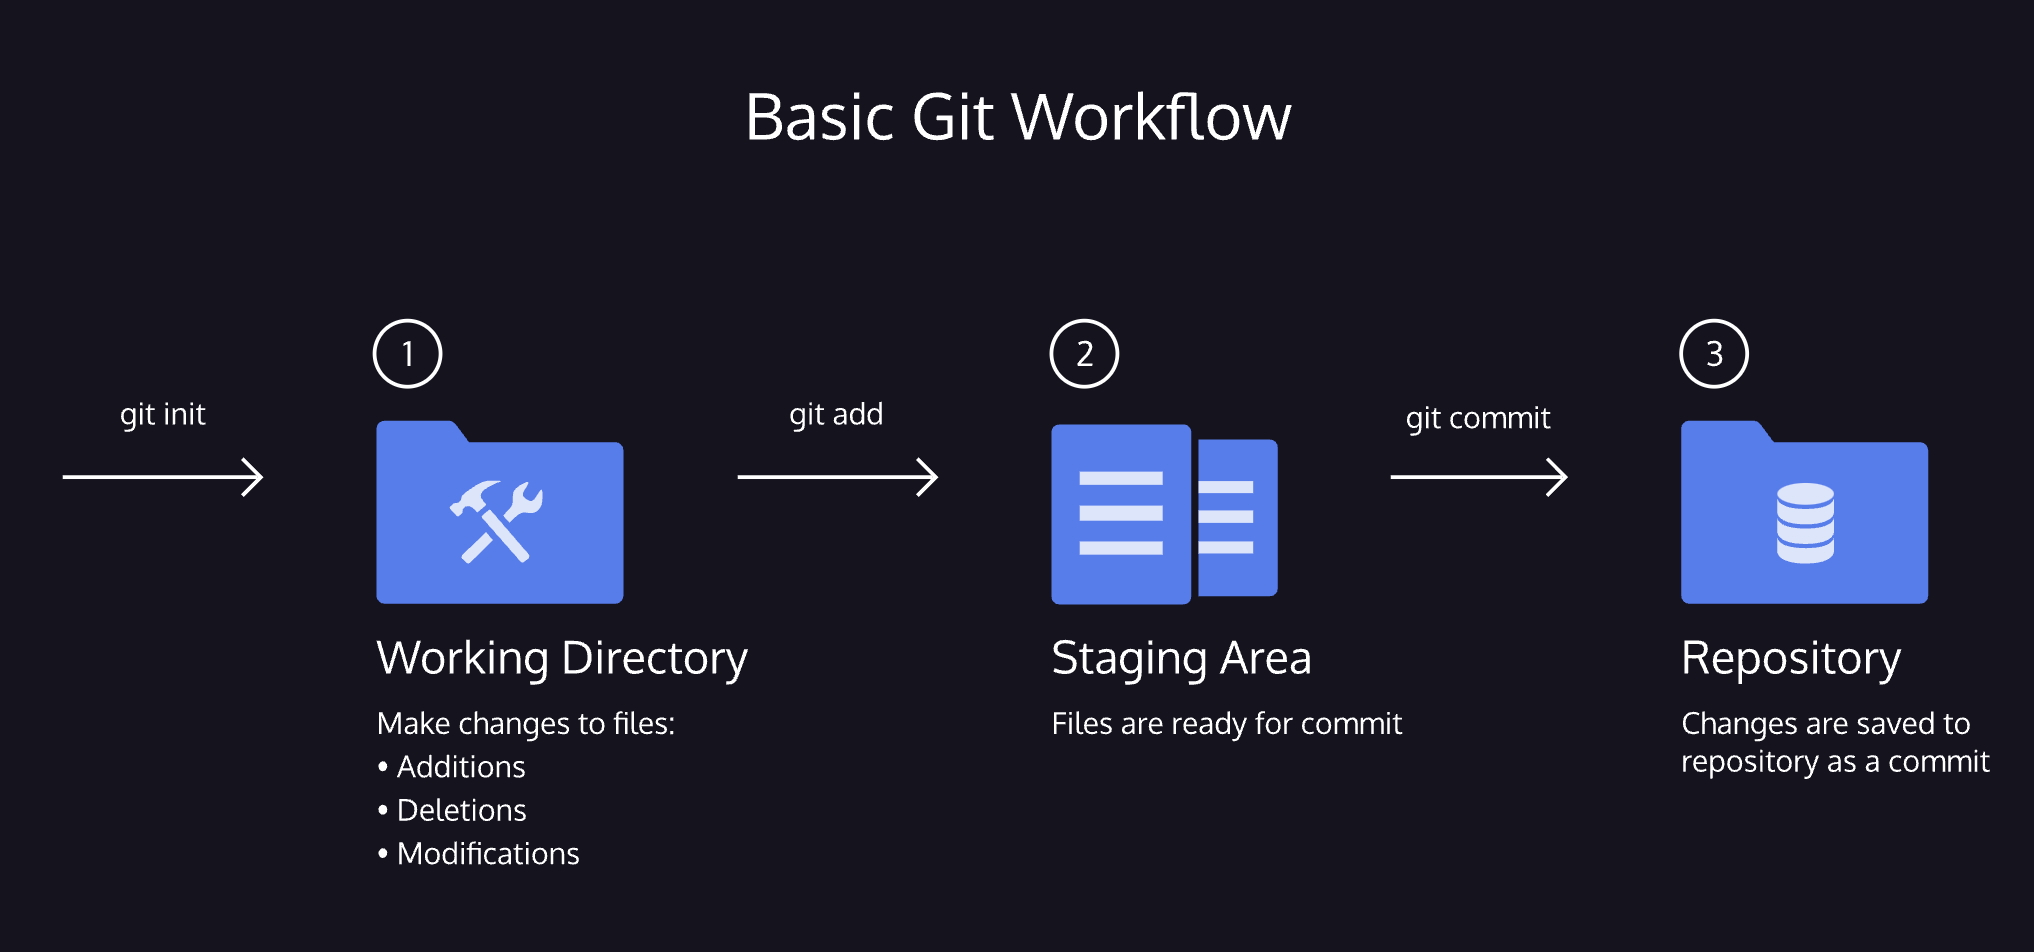 Basic Git Workflow
git init
1
Working Directory
Make changes to files:
• Additions
• Deletions
• Modifications
git add
2
Staging Area
Files are ready for commit
git commit
3
Repository
Changes are saved to
repository as a commit